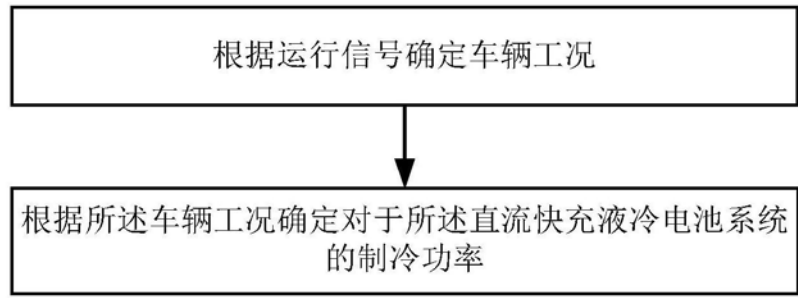 根据运行信号确定车辆工况
根据所述车辆工况确定对于所述直流快充液冷电池系统
的制冷功率